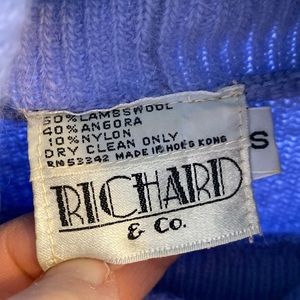 50% LAMBSWOOL
40% ANGORA
10% NYLON
DRY CLEAN ONLY
RN 53342 MADE IN HONG KONG
RICHARD
& Co.
S